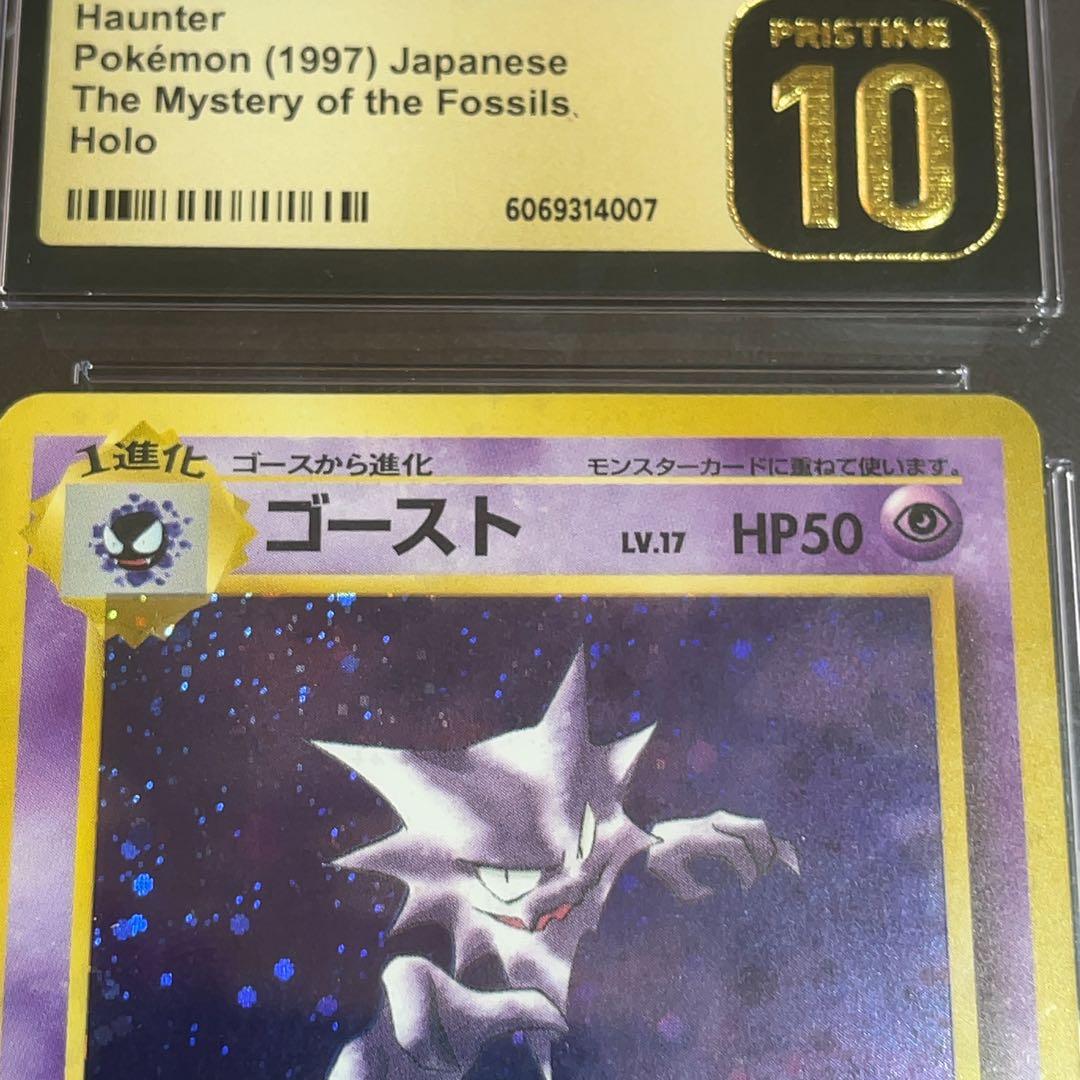 Haunter
Pokémon (1997) Japanese
The Mystery of the Fossils
Holo
6069314007
PRISTINE
10
1進化
ゴースから進化
モンスターカードに重ねて使います。
ゴースト
LV.17
HP50